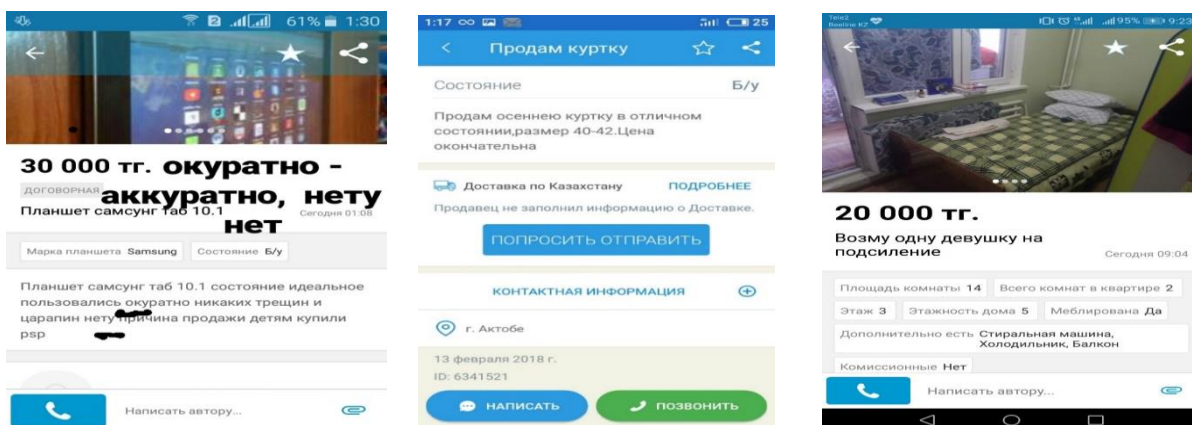 61% 1:30
30 000 тг. окуратно -
ДОГОВОРНАЯ аккуратно, нету
Планшет самсунг таб 10.1 Сегодня 01:08
нет
Марка планшета Samsung Состояние Б/у
Планшет самсунг таб 10.1 состояние идеальное
пользовались окуратно никаких трещин и
царапин нету причина продажи детям купили
psp
Написать автору...
1:17 25
Продам куртку
Состояние Б/у
Продам осеннею куртку в отличном
состоянии,размер 40-42.Цена
окончательна
Доставка по Казахстану ПОДРОБНЕЕ
Продавец не заполнил информацию о Доставке.
ПОПРОСИТЬ ОТПРАВИТЬ
КОНТАКТНАЯ ИНФОРМАЦИЯ
г. Актобе
13 февраля 2018 г.
ID: 6341521
НАПИСАТЬ ПОЗВОНИТЬ
Tele2
Beeline KZ 95% 9:23
20 000 тг.
Возму одну девушку на
подсиление Сегодня 09:04
Площадь комнаты 14 Всего комнат в квартире 2
Этаж 3 Этажность дома 5 Меблирована Да
Дополнительно есть Стиральная машина,
Холодильник, Балкон
Комиссионные Нет
Написать автору...